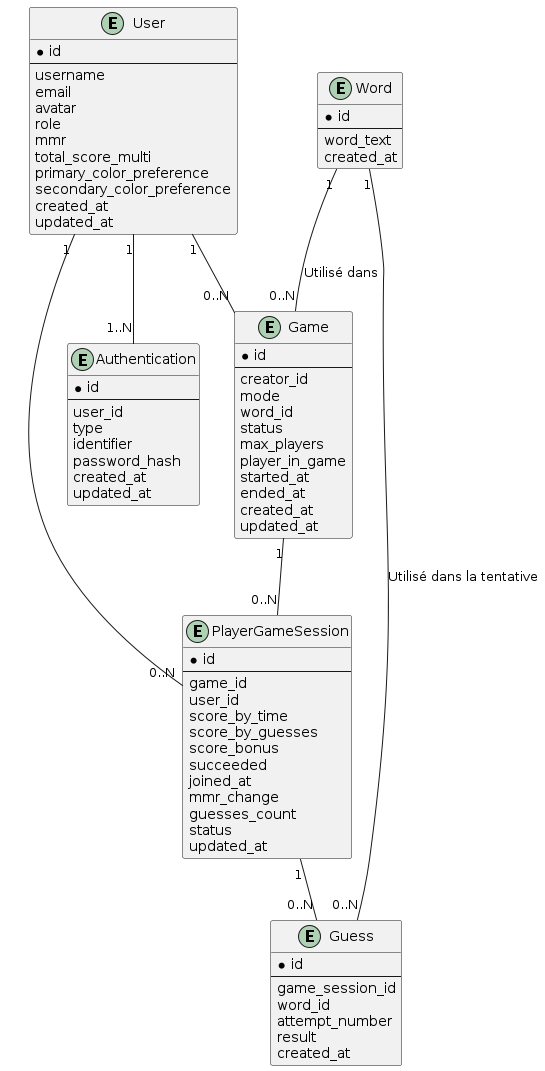 E User
id
username
email
avatar
role
mmr
total_score_multi
primary_color_preference
secondary_color_preference
created_at
updated_at
E Word
id
word_text
created_at
1
1
1
1
1
Utilisé dans
0..N
0..N
1..N
E Game
id
creator_id
mode
word_id
status
max_players
player_in_game
started_at
ended_at
created_at
updated_at
E Authentication
id
user_id
type
identifier
password_hash
created_at
updated_at
1
Utilisé dans la tentative
0..N
0..N
E PlayerGameSession
id
game_id
user_id
score_by_time
score_by_guesses
score_bonus
succeeded
joined_at
mmr_change
guesses_count
status
updated_at
1
0..N
0..N
E Guess
id
game_session_id
word_id
attempt_number
result
created_at